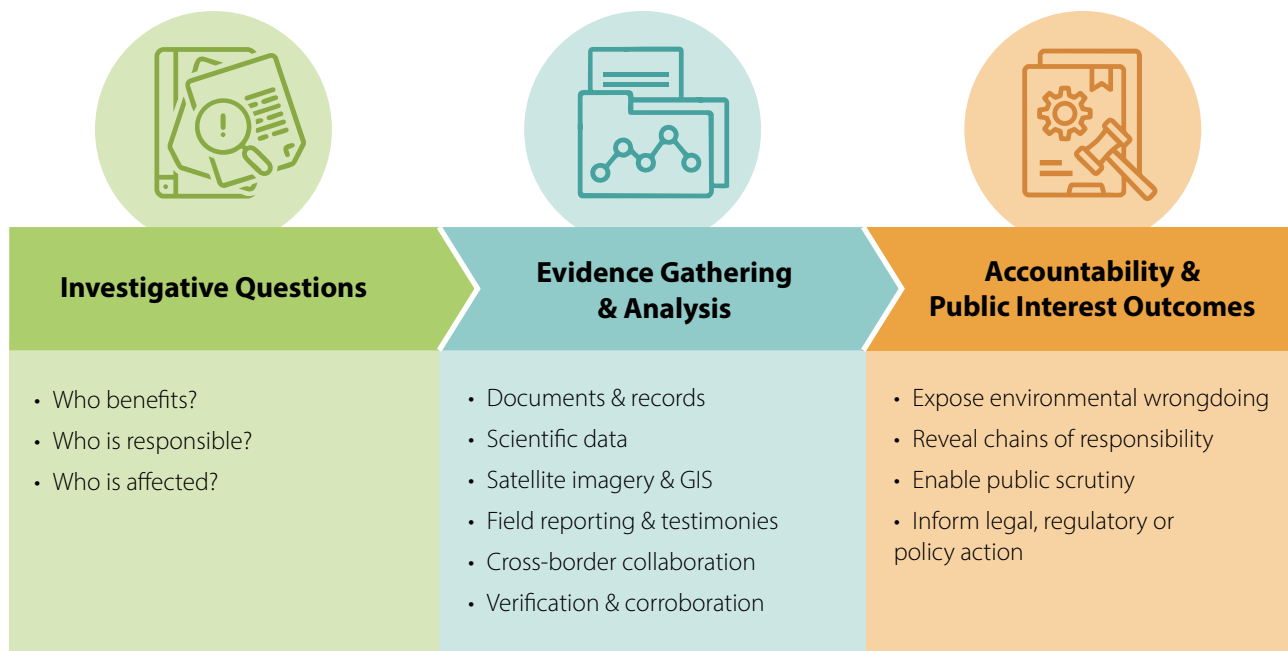 Investigative Questions
• Who benefits?
• Who is responsible?
• Who is affected?
Evidence Gathering
& Analysis
• Documents & records
• Scientific data
• Satellite imagery & GIS
• Field reporting & testimonies
• Cross-border collaboration
• Verification & corroboration
Accountability &
Public Interest Outcomes
• Expose environmental wrongdoing
• Reveal chains of responsibility
• Enable public scrutiny
• Inform legal, regulatory or
policy action